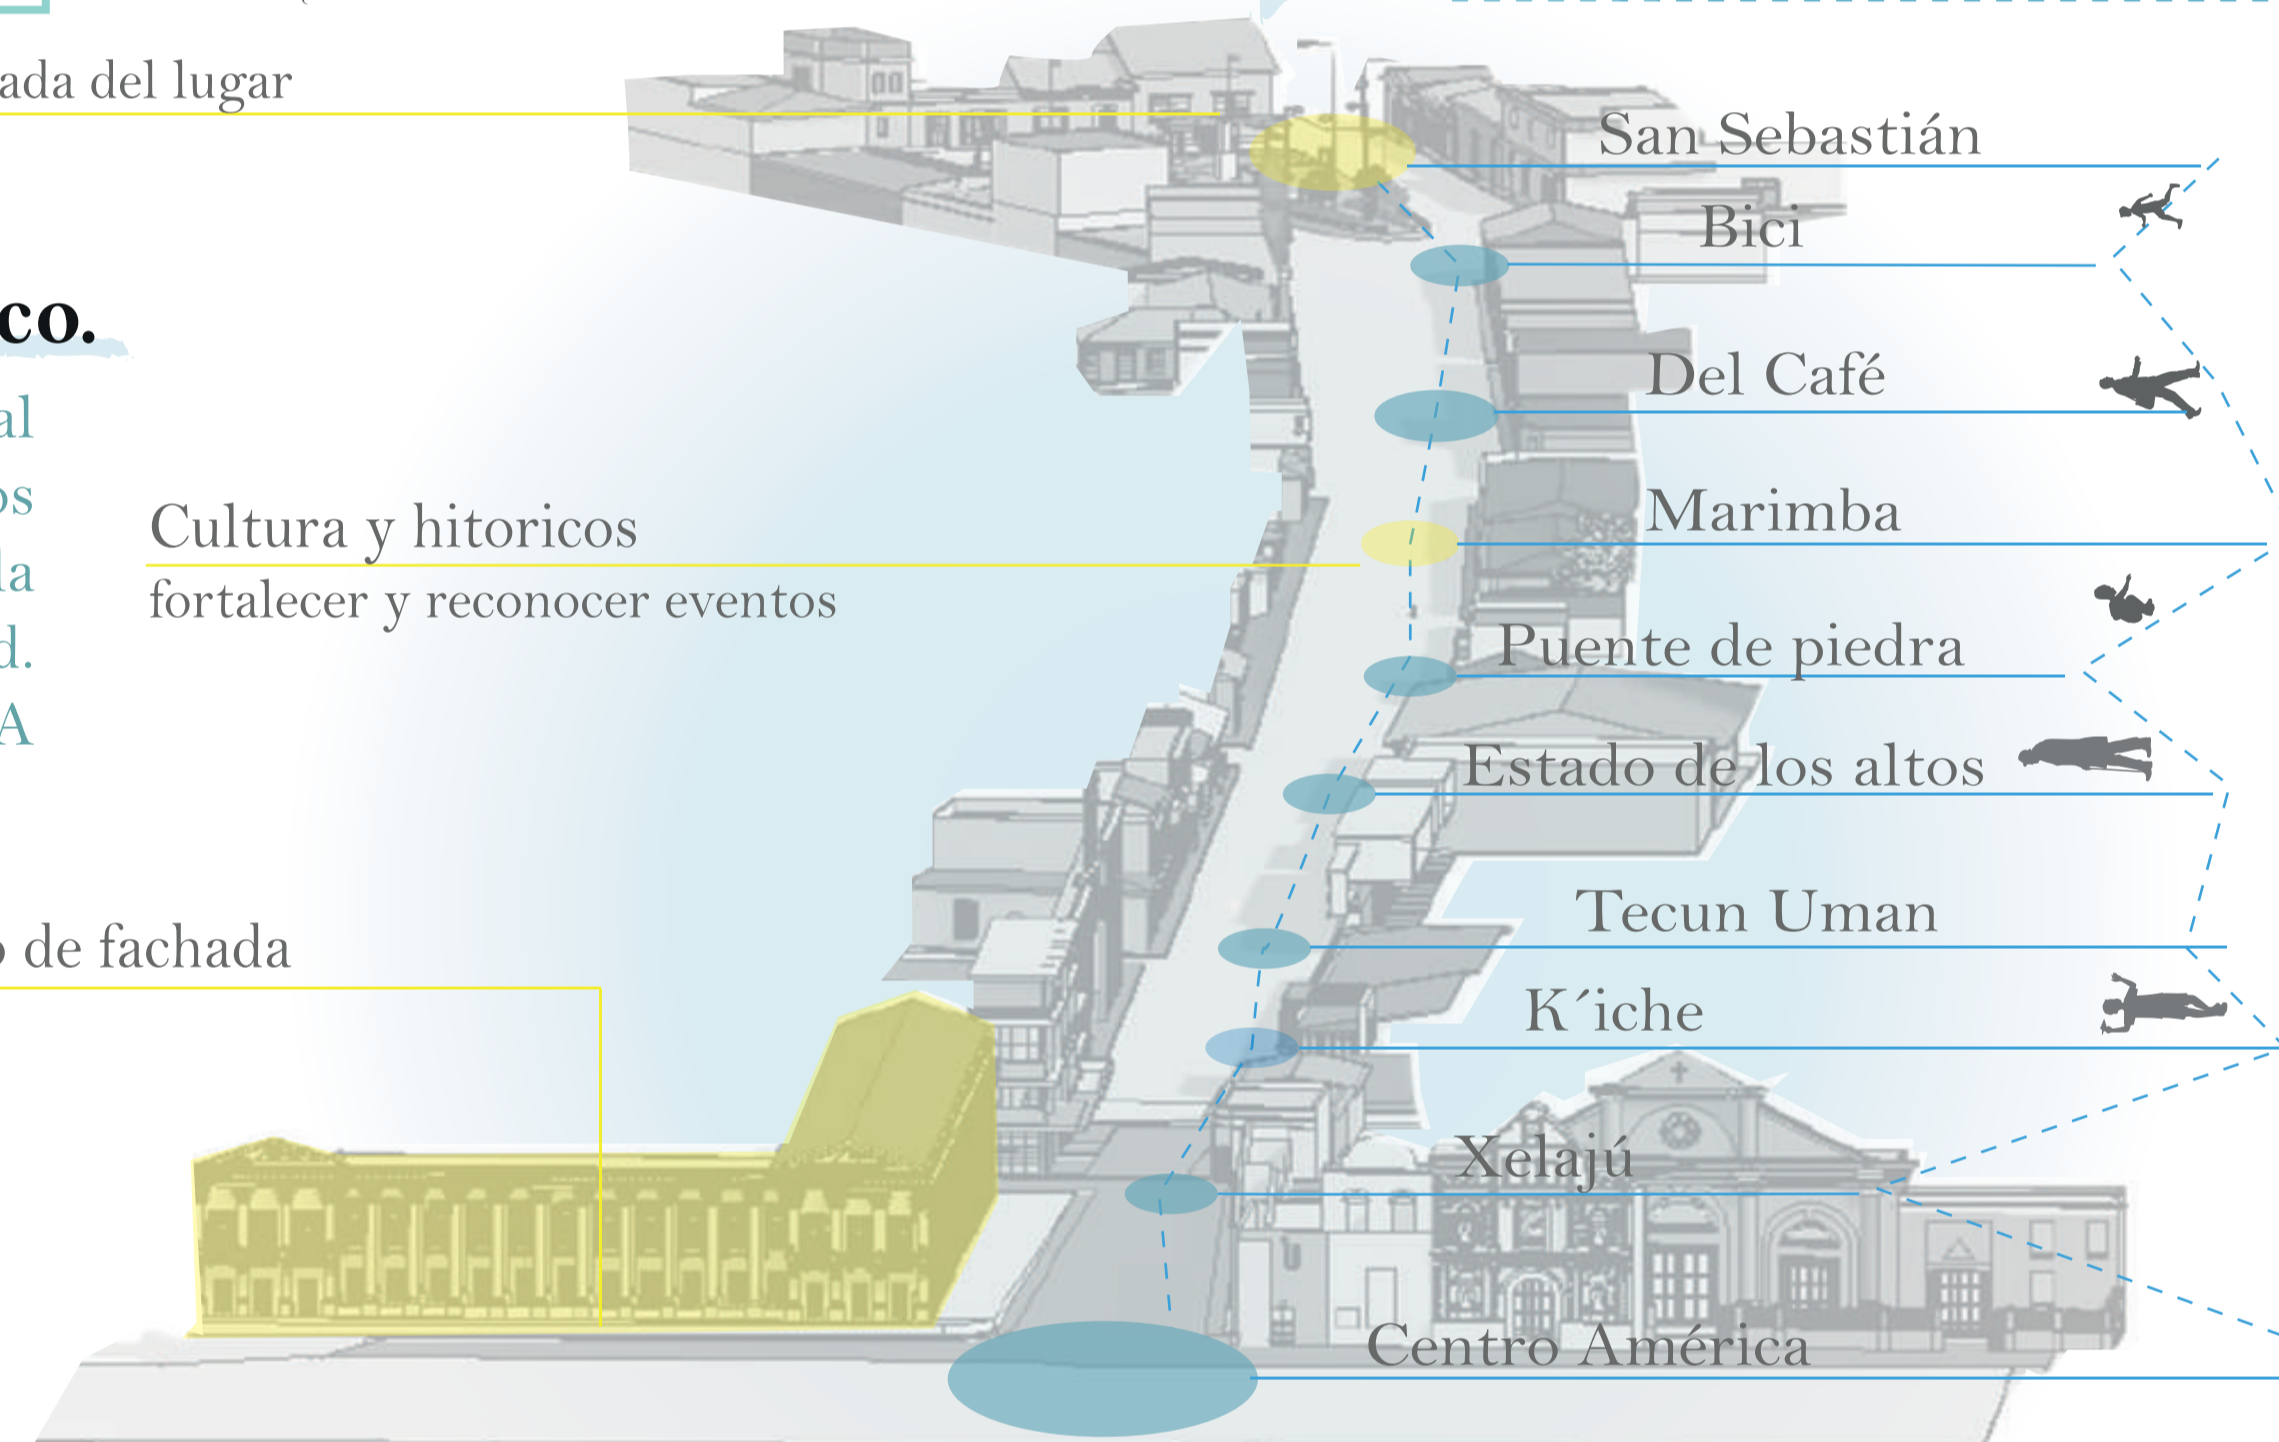 ada del lugar
San Sebastián
Bici
co.
Del Café
al
os
la
d.
A
Cultura y hitoricos
fortalecer y reconocer eventos
Marimba
Puente de piedra
Estado de los altos
Tecun Uman
de fachada
K´iche
Xelajú
Centro América